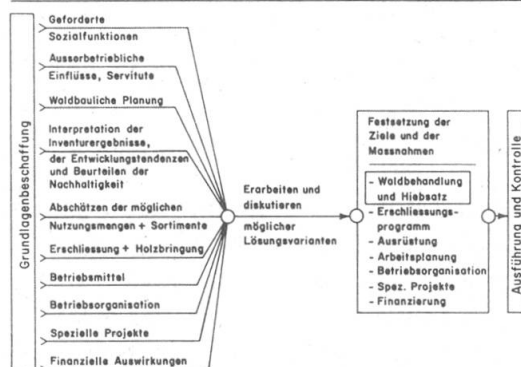 Grundlagenbeschaffung
Geforderte
Sozialfunktionen
Ausserbetriebliche
Einflüsse, Servitute
Waldbauliche Planung
Interpretation der
Inventurergebnisse,
der Entwicklungstendenzen
und Beurteilen der
Nachhaltigkeit
Abschätzen der möglichen
Nutzungsmengen + Sortimente
Erschliessung + Holzbringung
Betriebsmittel
Betriebsorganisation
Spezielle Projekte
Finanzielle Auswirkungen
Erarbeiten und
diskutieren
möglicher
Lösungsvarianten
Festsetzung der
Ziele und der
Massnahmen
- Waldbehandlung
und Hiebsatz
- Erschliessungs-
programm
- Ausrüstung
- Arbeitsplanung
- Betriebsorganisation
- Spez. Projekte
- Finanzierung
Ausführung und Kontrolle